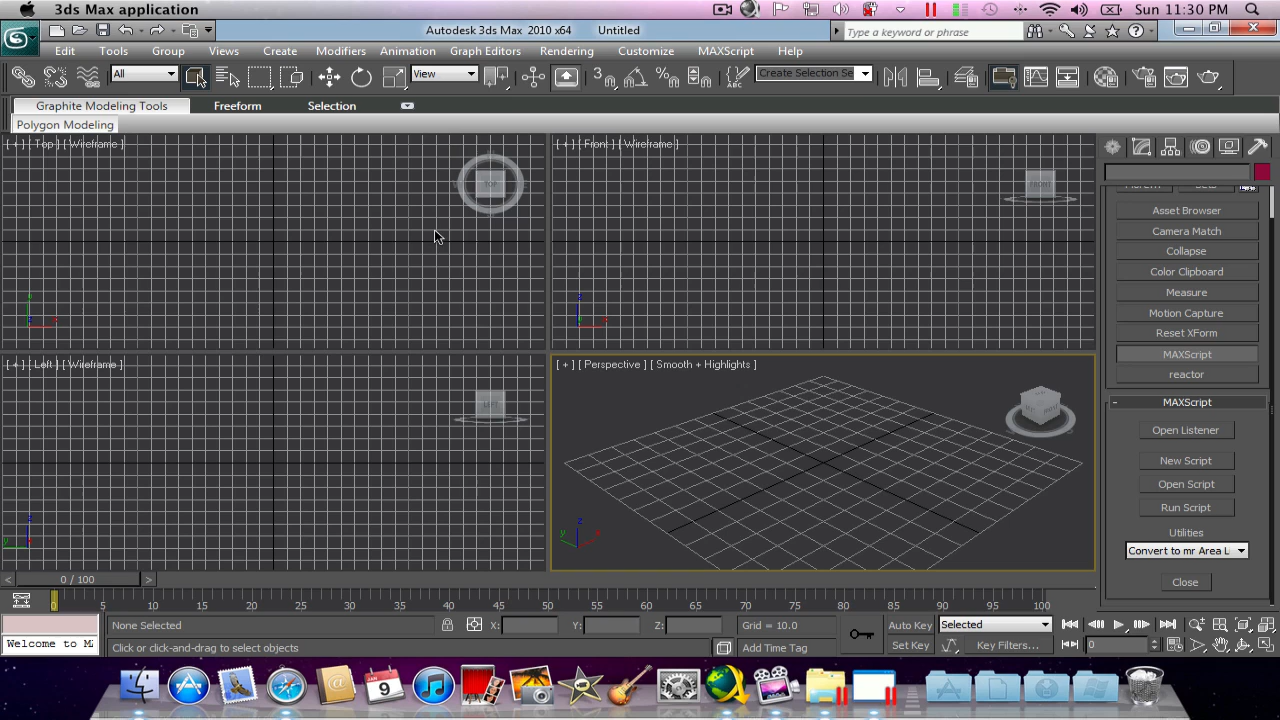 3ds Max application
Sun 11:30 PM
Autodesk 3ds Max 2010 x64 Untitled
Type a keyword or phrase
Edit Tools Group Views Create Modifiers Animation Graph Editors Rendering Customize MAXScript Help
All
View
3
Create Selection Se
Graphite Modeling Tools Freeform Selection
Polygon Modeling
[ + ] [ Top ] [ Wireframe ]
TOP
[ + ] [ Front ] [ Wireframe ]
FRONT
Asset Browser
Camera Match
Collapse
Color Clipboard
Measure
Motion Capture
Reset XForm
MAXScript
reactor
[ + ] [ Left ] [ Wireframe ]
LEFT
[ + ] [ Perspective ] [ Smooth + Highlights ]
- MAXScript
Open Listener
New Script
Open Script
Run Script
Utilities
Convert to mr Area L
Close
< 0 / 100 >
0 5 10 15 20 25 30 35 40 45 50 55 60 65 70 75 80 85 90 95 100
None Selected
X: Y: Z:
Grid = 10.0
Auto Key
Selected
Welcome to Mi
Click or click-and-drag to select objects
Add Time Tag
Set Key
Key Filters...
0
9